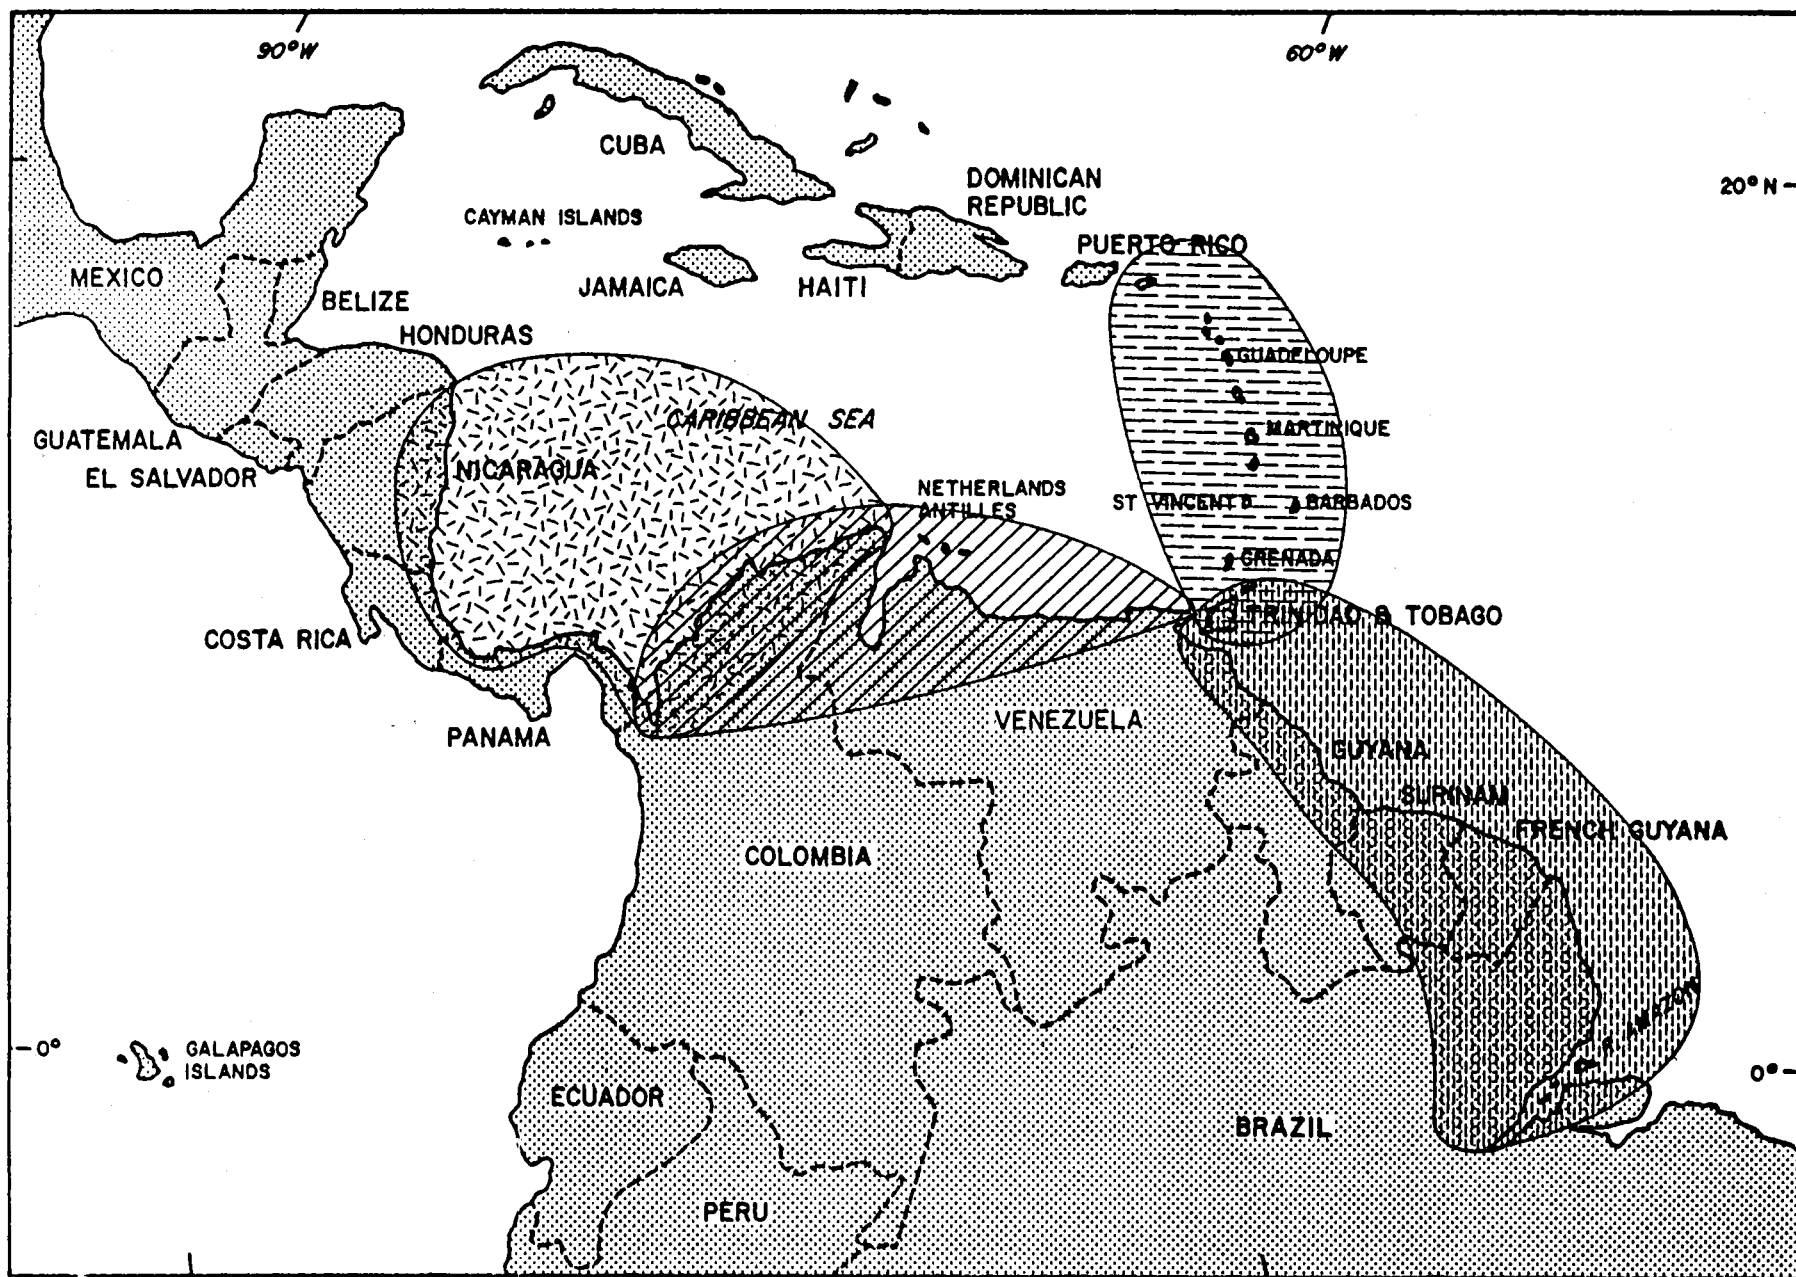 90°W
60°W
CUBA
DOMINICAN
REPUBLIC
20°N
CAYMAN ISLANDS
PUERTO RICO
MEXICO
JAMAICA
HAITI
BELIZE
HONDURAS
GUADELOUPE
CARIBBEAN SEA
MARTINIQUE
GUATEMALA
EL SALVADOR
NICARAGUA
NETHERLANDS
ANTILLES
ST VINCENT
BARBADOS
GRENADA
TRINIDAD & TOBAGO
COSTA RICA
PANAMA
VENEZUELA
GUYANA
SURINAM
FRENCH GUYANA
COLOMBIA
R AMAZON
0°
GALAPAGOS
ISLANDS
0°
ECUADOR
BRAZIL
PERU